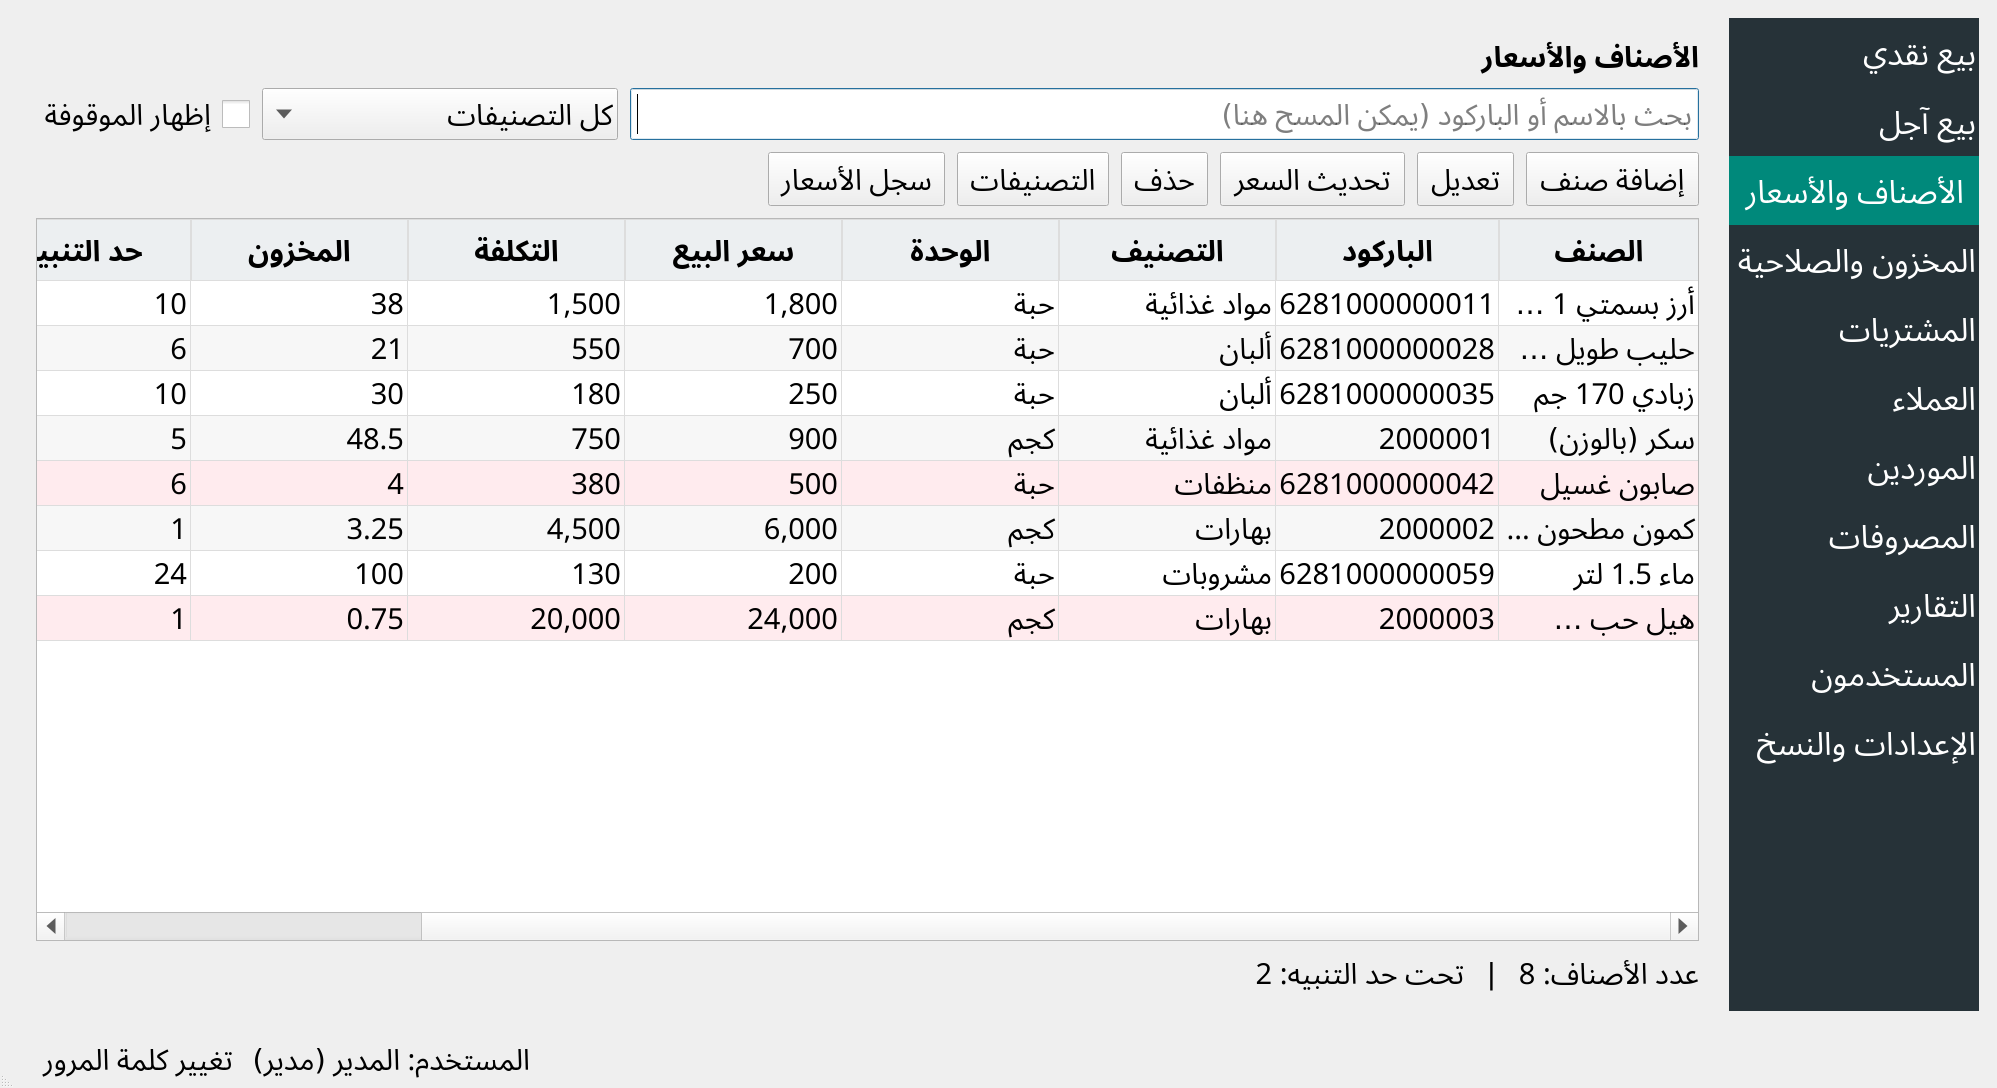 بيع نقدي
بيع آجل
الأصناف والأسعار
المخزون والصلاحية
المشتريات
العملاء
الموردين
المصروفات
التقارير
المستخدمون
الإعدادات والنسخ
الأصناف والأسعار
بحث بالاسم أو الباركود (يمكن المسح هنا) كل التصنيفات إظهار الموقوفة
إضافة صنف تعديل تحديث السعر حذف التصنيفات سجل الأسعار
الصنف الباركود التصنيف الوحدة سعر البيع التكلفة المخزون حد التنبي
أرز بسمتي 1 ... 6281000000011 مواد غذائية حبة 1,800 1,500 38 10
حليب طويل ... 6281000000028 ألبان حبة 700 550 21 6
زبادي 170 جم 6281000000035 ألبان حبة 250 180 30 10
سكر (بالوزن) 2000001 مواد غذائية كجم 900 750 48.5 5
صابون غسيل 6281000000042 منظفات حبة 500 380 4 6
كمون مطحون ... 2000002 بهارات كجم 6,000 4,500 3.25 1
ماء 1.5 لتر 6281000000059 مشروبات حبة 200 130 100 24
هيل حب ... 2000003 بهارات كجم 24,000 20,000 0.75 1
عدد الأصناف: 8 | تحت حد التنبيه: 2
المستخدم: المدير (مدير) تغيير كلمة المرور